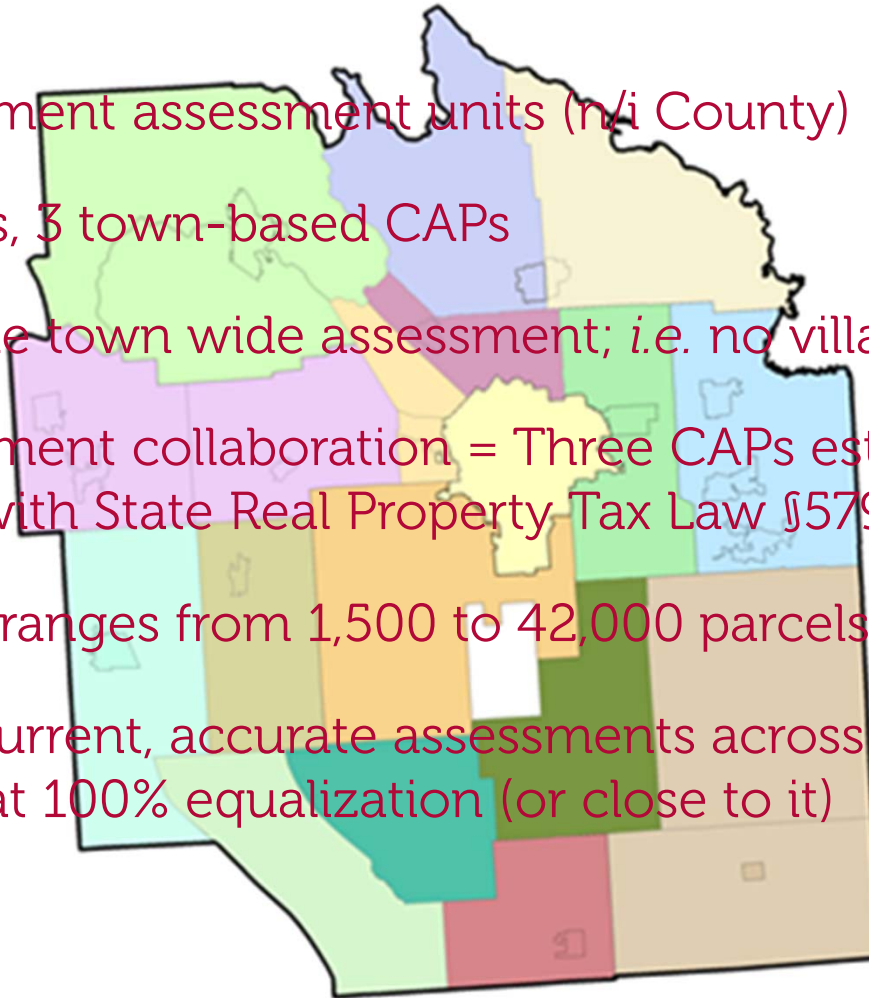 ment assessment units (n/i County)
s, 3 town-based CAPs
e town wide assessment; i.e. no villa
ment collaboration = Three CAPs est
with State Real Property Tax Law §579
ranges from 1,500 to 42,000 parcels
urrent, accurate assessments across
at 100% equalization (or close to it)